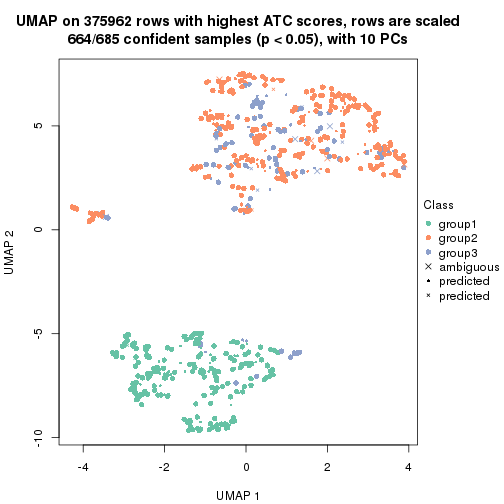 UMAP on 375962 rows with highest ATC scores, rows are scaled
664/685 confident samples (p < 0.05), with 10 PCs
5
0
-5
-10
UMAP 2
-4
-2
0
2
4
UMAP 1
Class
group1
group2
group3
ambiguous
predicted
predicted